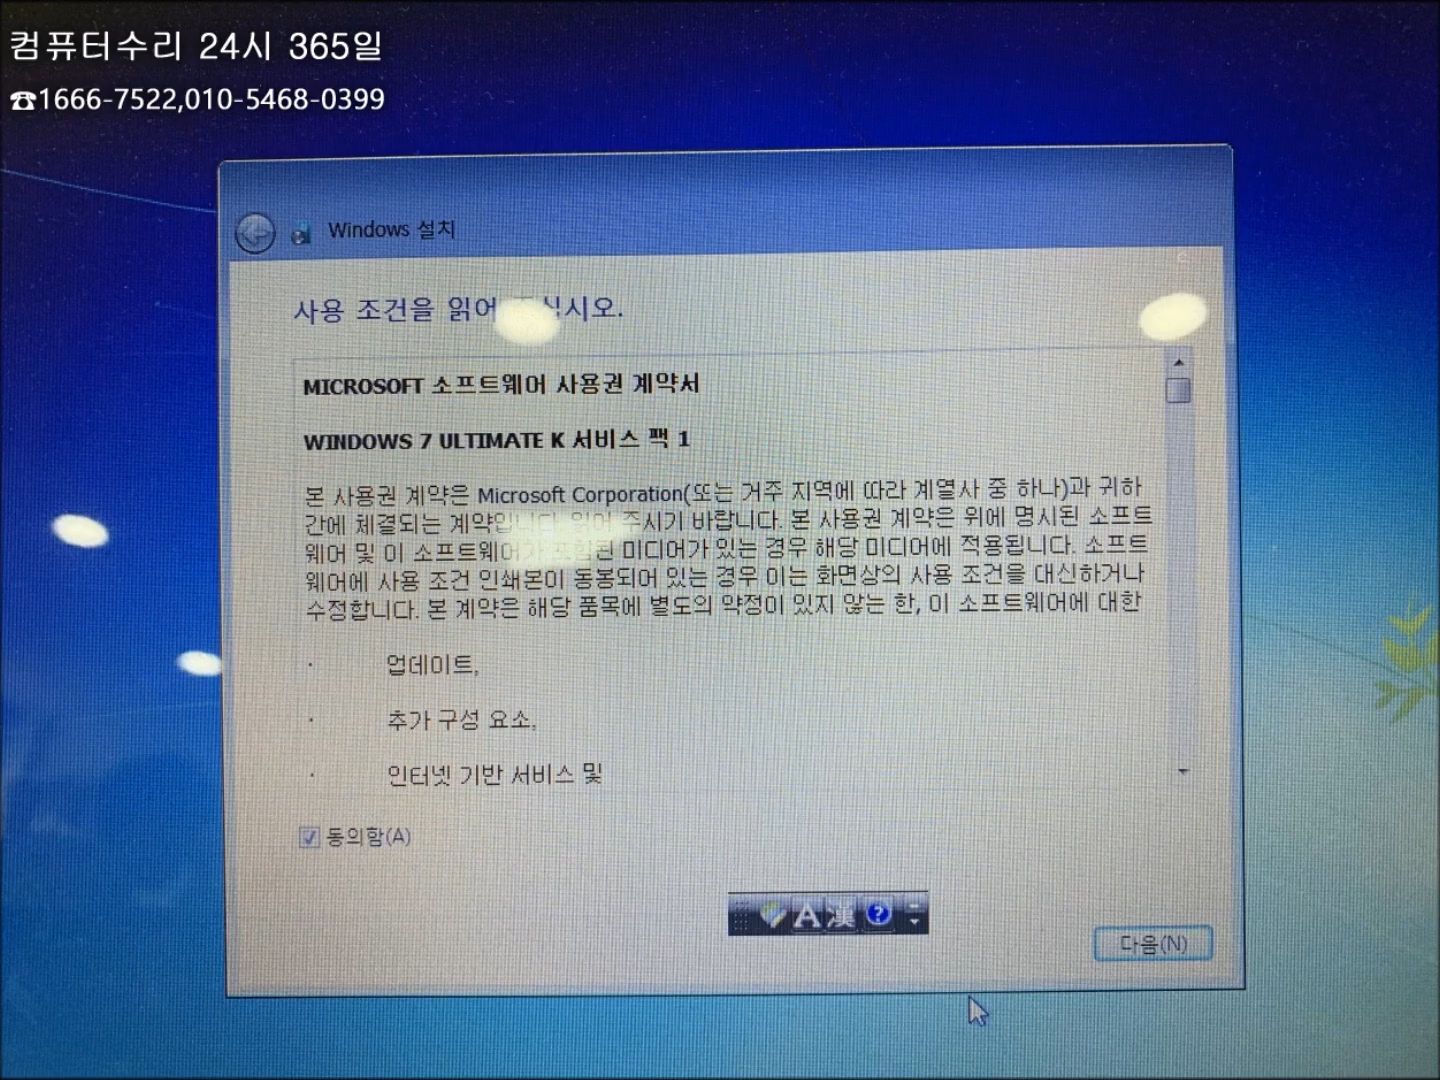 컴퓨터수리 24시 365일
☎1666-7522,010-5468-0399
Windows 설치
사용 조건을 읽어 주십시오.
MICROSOFT 소프트웨어 사용권 계약서
WINDOWS 7 ULTIMATE K 서비스 팩 1
본 사용권 계약은 Microsoft Corporation(또는 거주 지역에 따라 계열사 중 하나)과 귀하
간에 체결되는 계약입니다. 읽어 주시기 바랍니다. 본 사용권 계약은 위에 명시된 소프트
웨어 및 이 소프트웨어가 포함된 미디어가 있는 경우 해당 미디어에 적용됩니다. 소프트
웨어에 사용 조건 인쇄본이 동봉되어 있는 경우 이는 화면상의 사용 조건을 대신하거나
수정합니다. 본 계약은 해당 품목에 별도의 약정이 있지 않는 한, 이 소프트웨어에 대한
· 업데이트,
· 추가 구성 요소,
· 인터넷 기반 서비스 및
동의함(A)
A 漢 ?
다음(N)